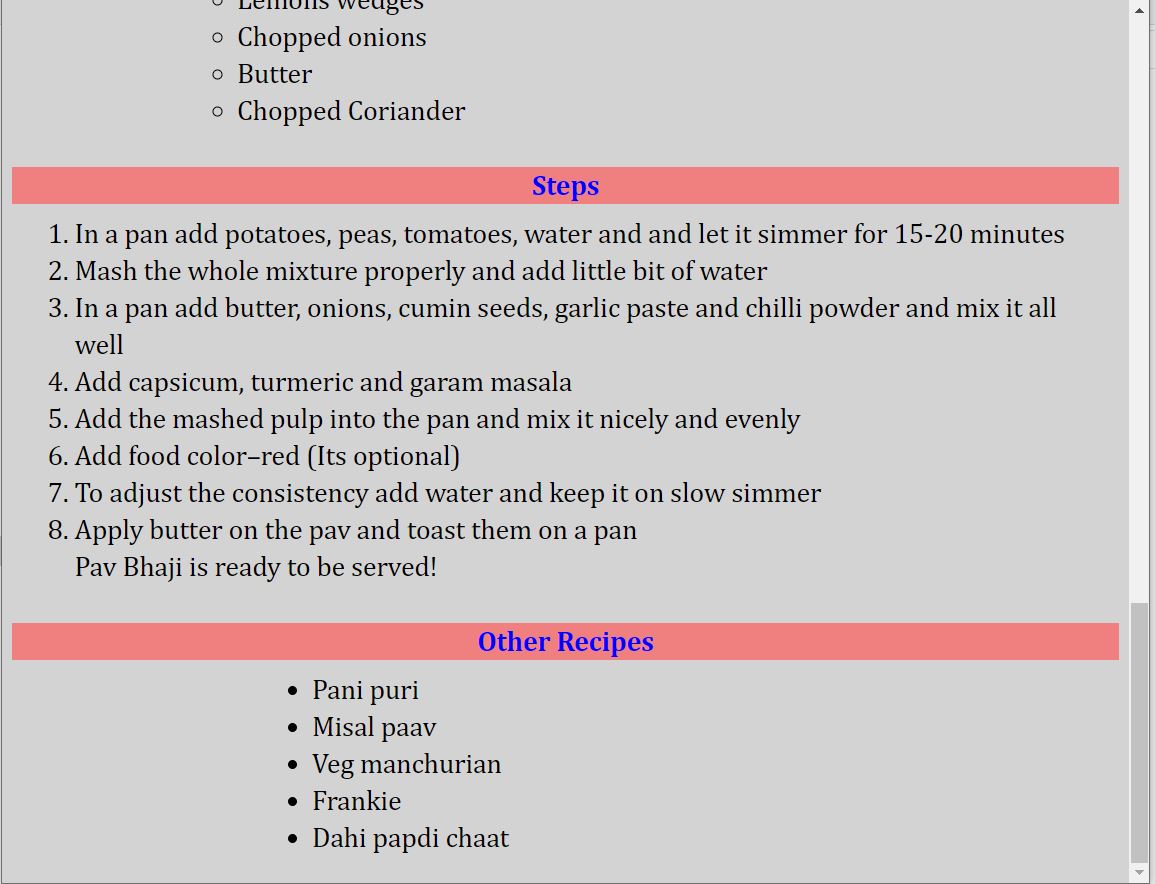 Lemons wedges
Chopped onions
Butter
Chopped Coriander
Steps
1. In a pan add potatoes, peas, tomatoes, water and and let it simmer for 15-20 minutes
2. Mash the whole mixture properly and add little bit of water
3. In a pan add butter, onions, cumin seeds, garlic paste and chilli powder and mix it all
well
4. Add capsicum, turmeric and garam masala
5. Add the mashed pulp into the pan and mix it nicely and evenly
6. Add food color–red (Its optional)
7. To adjust the consistency add water and keep it on slow simmer
8. Apply butter on the pav and toast them on a pan
Pav Bhaji is ready to be served!
Other Recipes
Pani puri
Misal paav
Veg manchurian
Frankie
Dahi papdi chaat